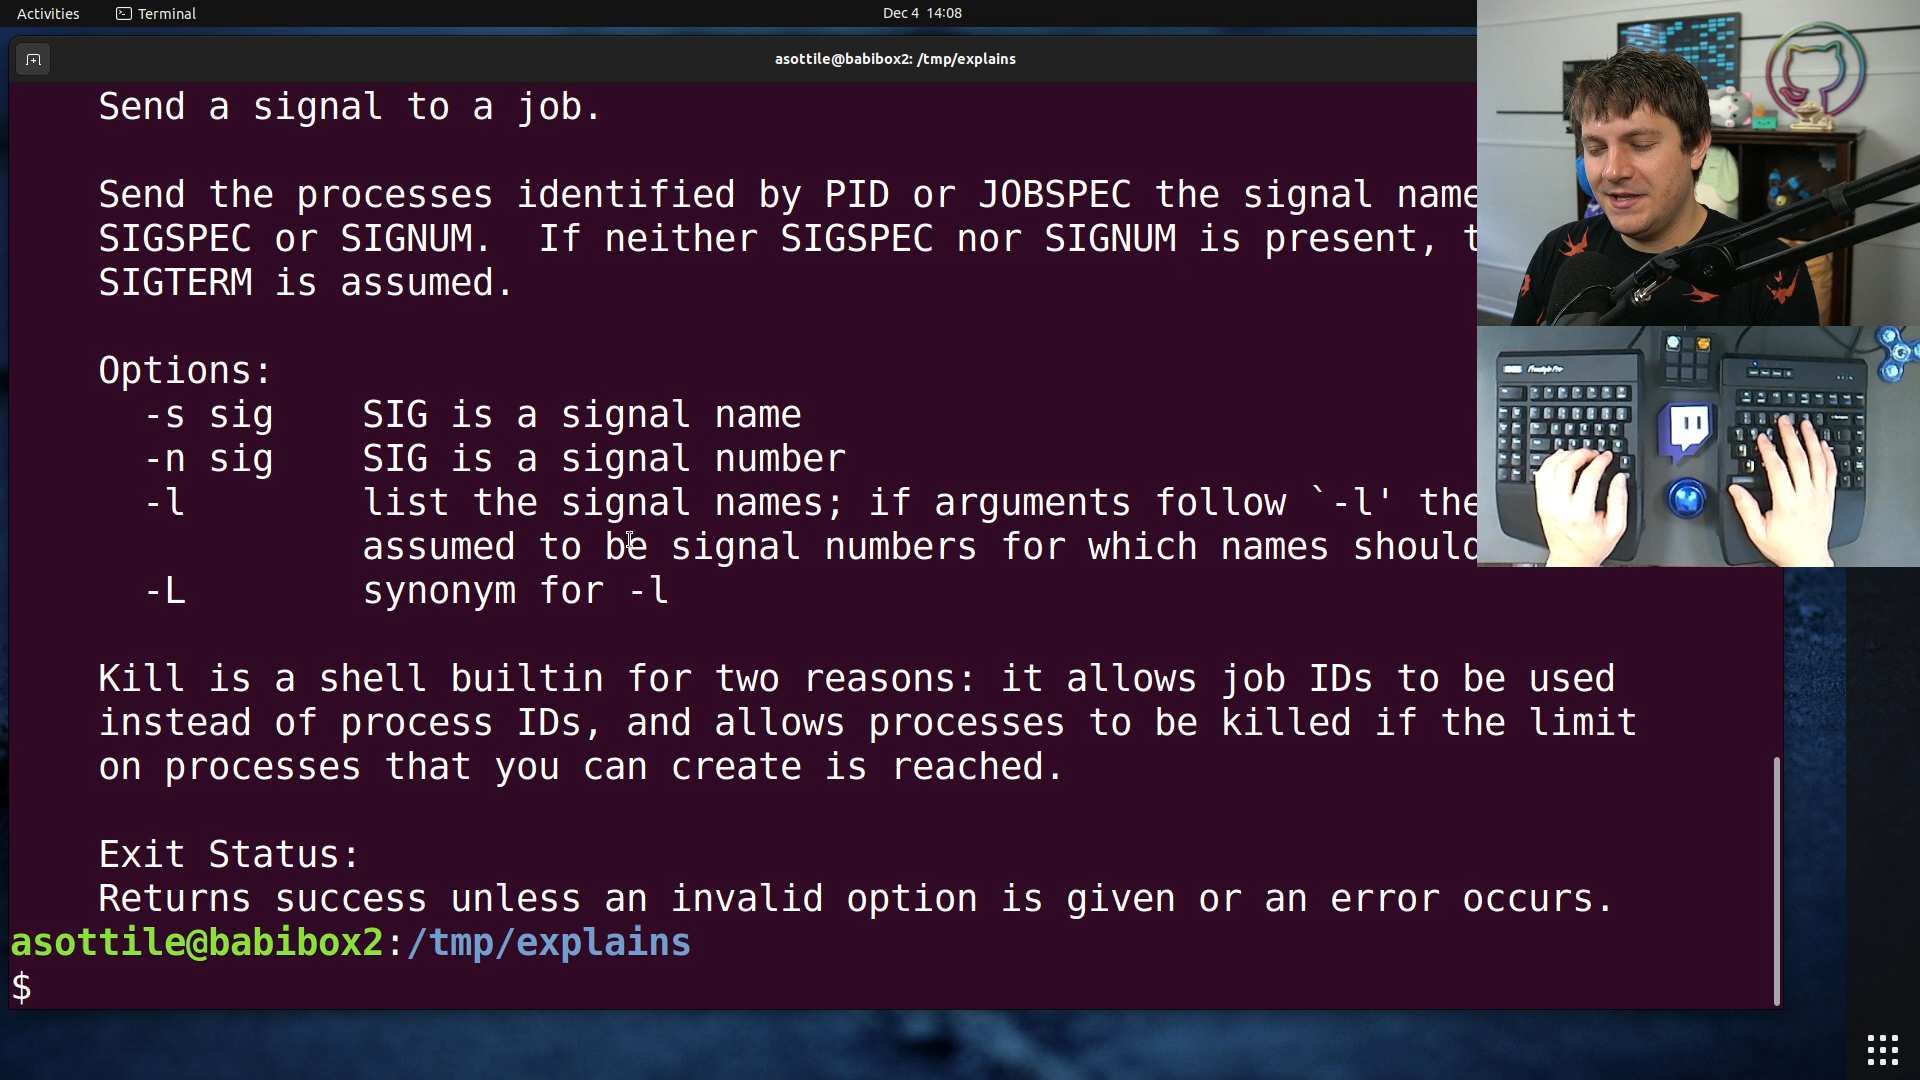 Activities
Terminal
Dec 4 14:08
asottile@babibox2: /tmp/explains
Send a signal to a job.
Send the processes identified by PID or JOBSPEC the signal name
SIGSPEC or SIGNUM.  If neither SIGSPEC nor SIGNUM is present, t
SIGTERM is assumed.
Options:
-s sig    SIG is a signal name
-n sig    SIG is a signal number
-l        list the signal names; if arguments follow `-l' the
assumed to be signal numbers for which names should
-L        synonym for -l
Kill is a shell builtin for two reasons: it allows job IDs to be used
instead of process IDs, and allows processes to be killed if the limit
on processes that you can create is reached.
Exit Status:
Returns success unless an invalid option is given or an error occurs.
asottile@babibox2:/tmp/explains
$